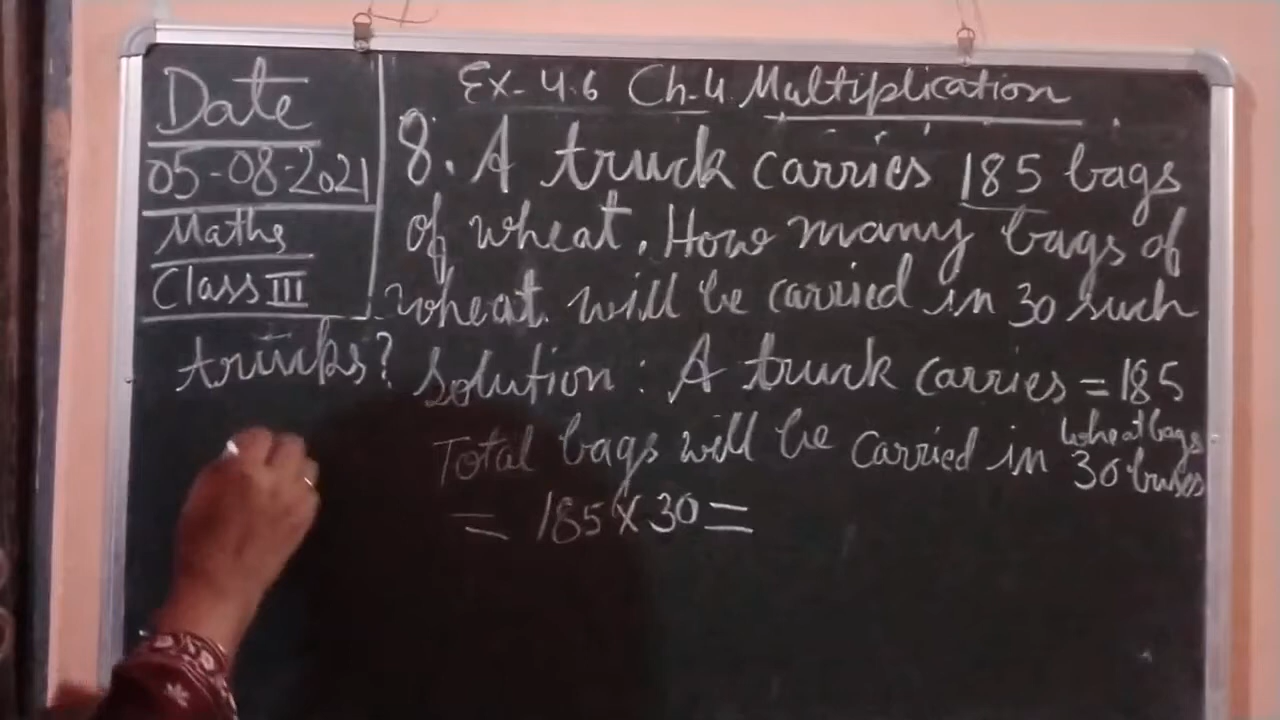 Date
05-08-2021
Maths
Class III
Ex-4.6 Ch-4 Multiplication
8. A truck carries 185 bags
of wheat. How many bags of
wheat will be carried in 30 such
trucks? Solution : A truck carries = 185
wheat bags
Total bags will be carried in 30 buses
= 185 x 30 =